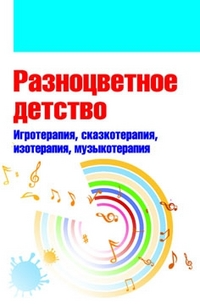 Разноцветное
детство
Игротерапия, сказкотерапия,
изотерапия, музыкотерапия